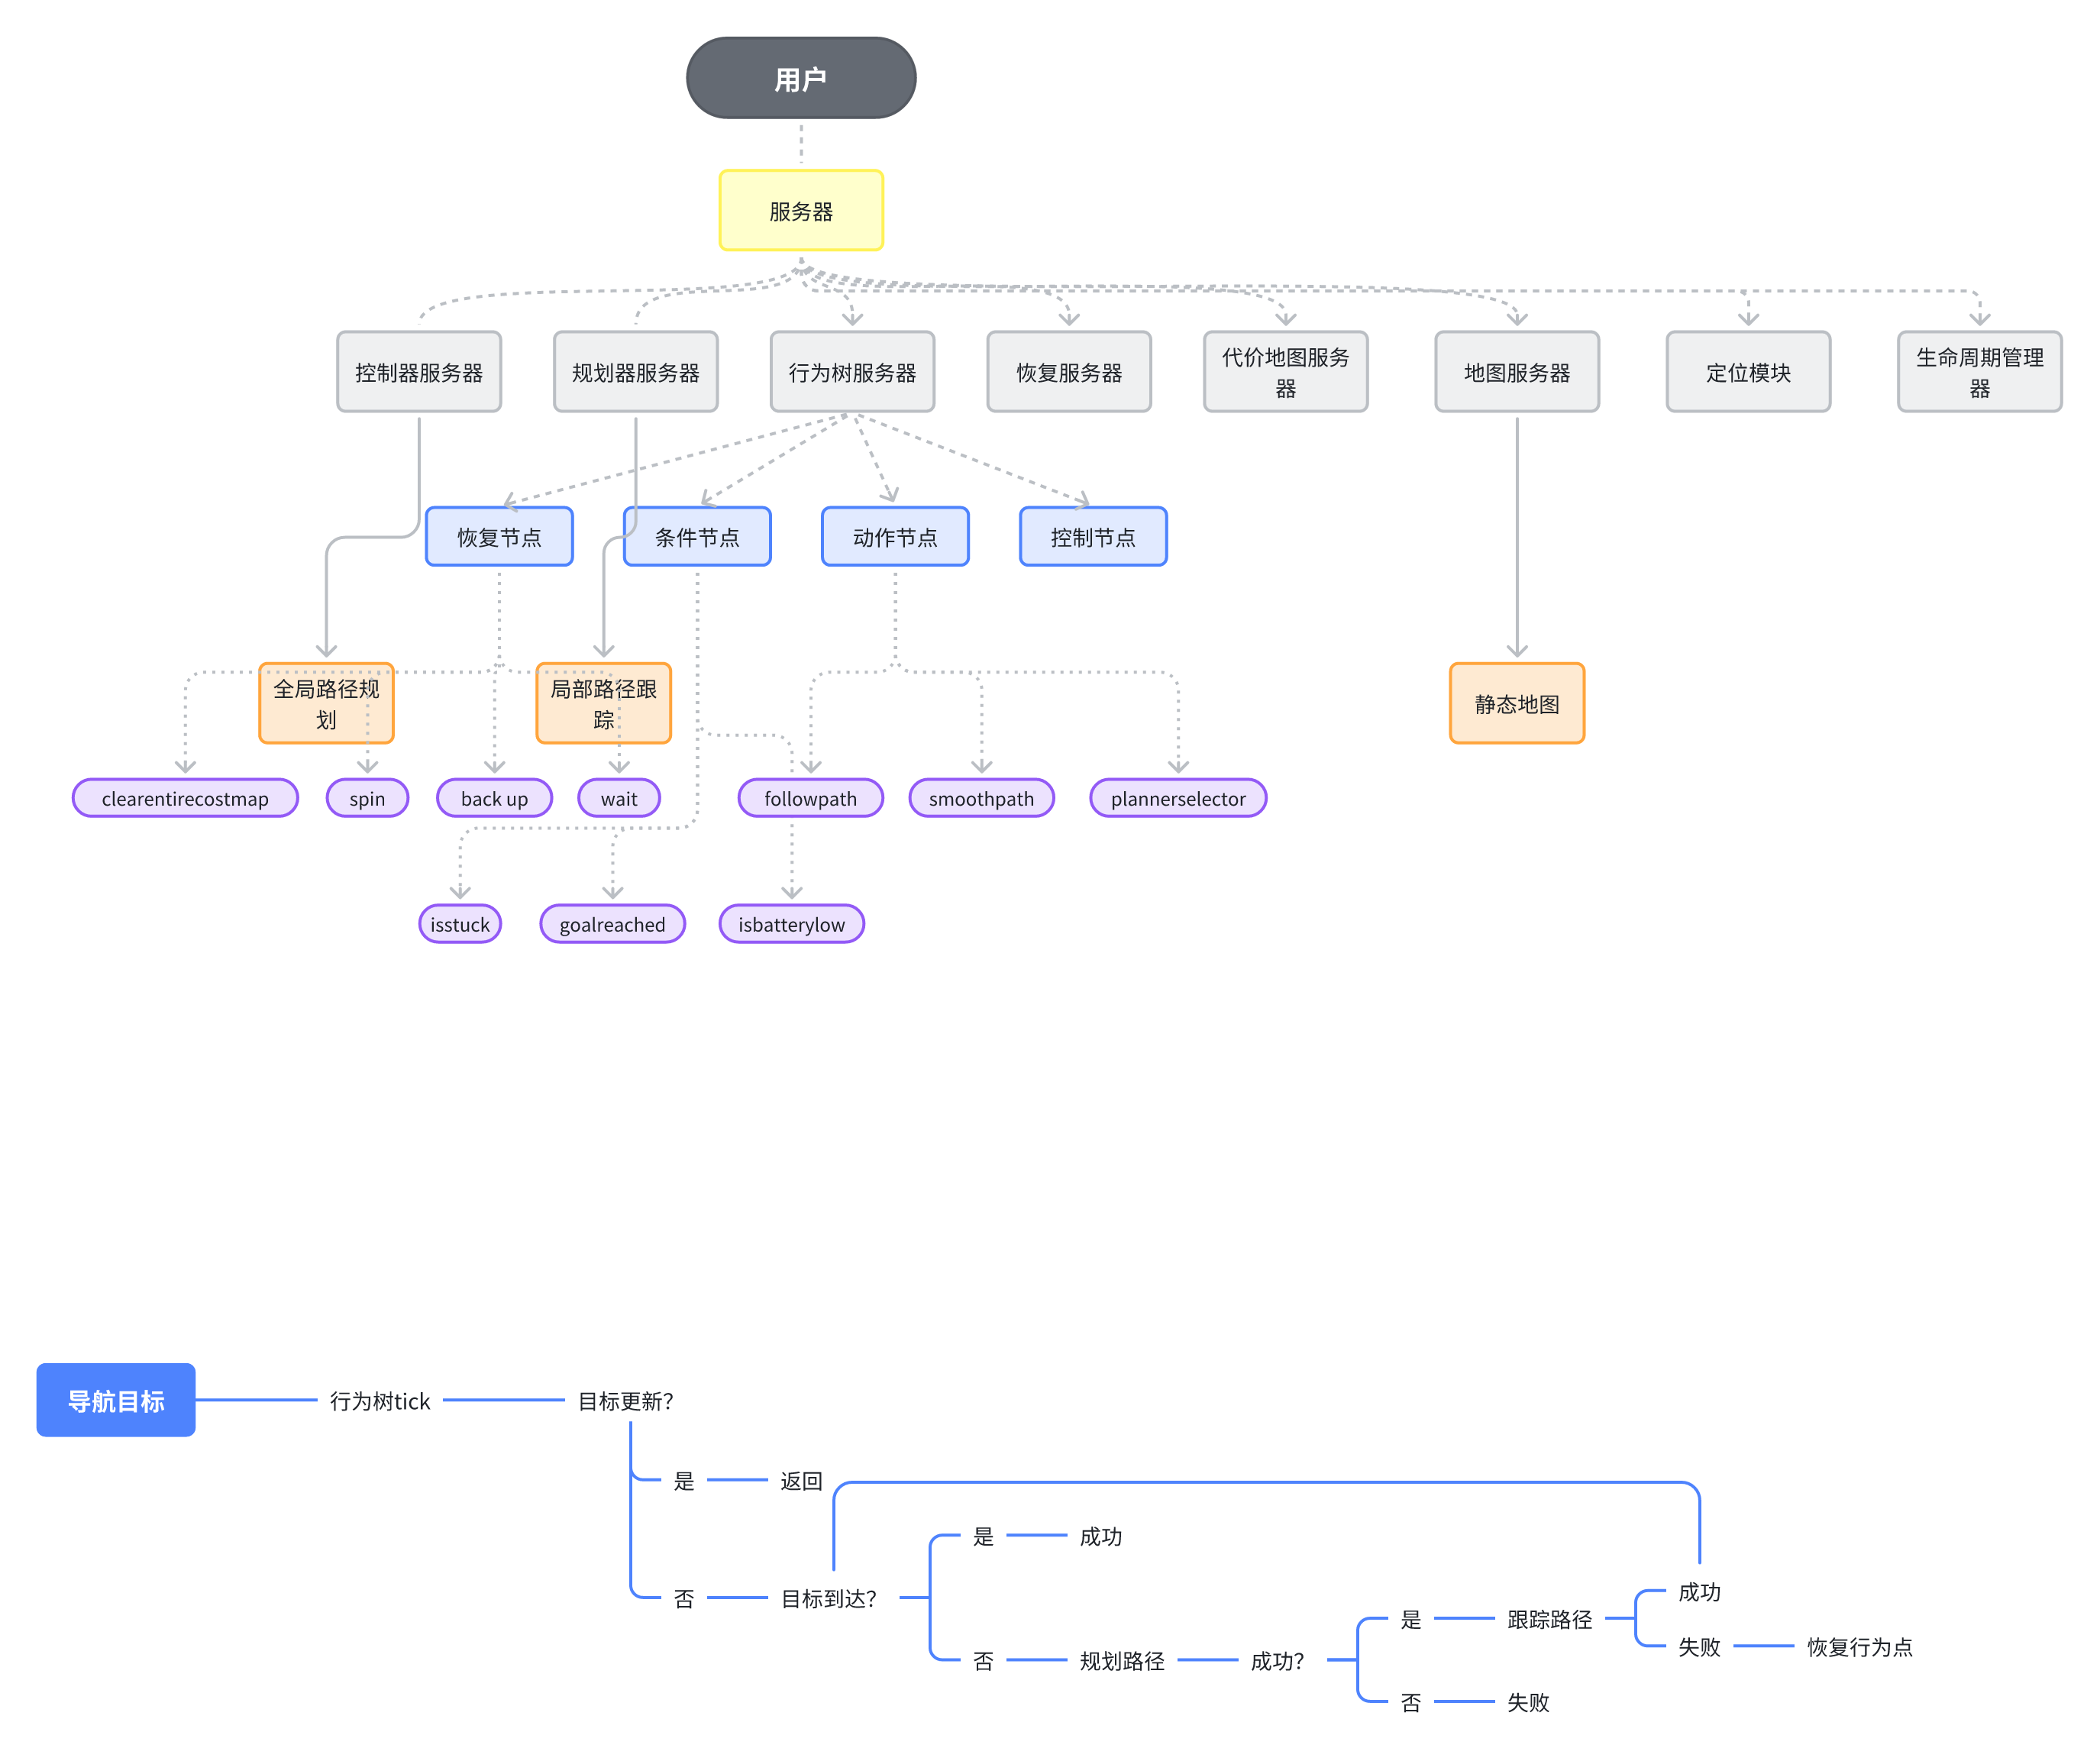 用户
服务器
控制器服务器
规划器服务器
行为树服务器
恢复服务器
代价地图服务
器
地图服务器
定位模块
生命周期管理
器
恢复节点
条件节点
动作节点
控制节点
全局路径规
划
局部路径跟
踪
静态地图
clearentirecostmap
spin
back up
wait
followpath
smoothpath
plannerselector
isstuck
goalreached
isbatterylow
导航目标
行为树tick
目标更新?
是
返回
否
目标到达?
是
成功
否
规划路径
成功?
是
跟踪路径
成功
失败
恢复行为点
否
失败